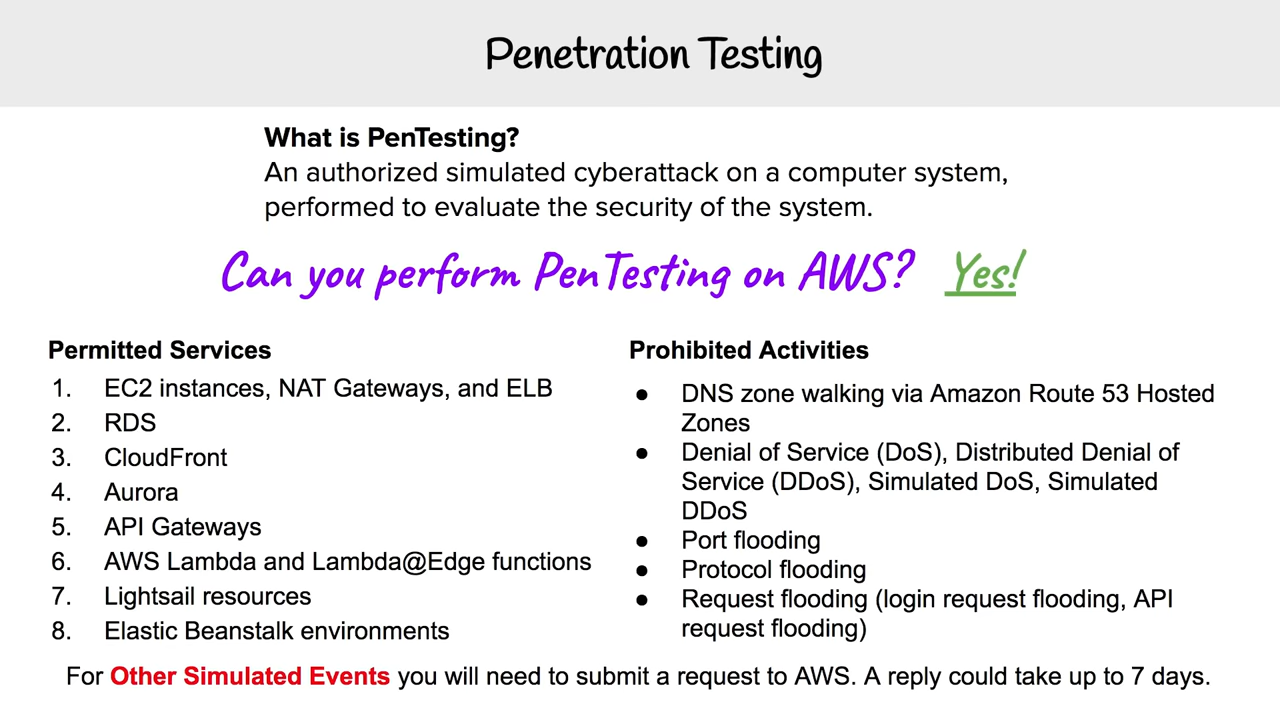 Penetration Testing
What is PenTesting?
An authorized simulated cyberattack on a computer system,
performed to evaluate the security of the system.
Can you perform PenTesting on AWS? Yes!
Permitted Services
1. EC2 instances, NAT Gateways, and ELB
2. RDS
3. CloudFront
4. Aurora
5. API Gateways
6. AWS Lambda and Lambda@Edge functions
7. Lightsail resources
8. Elastic Beanstalk environments
Prohibited Activities
● DNS zone walking via Amazon Route 53 Hosted
Zones
● Denial of Service (DoS), Distributed Denial of
Service (DDoS), Simulated DoS, Simulated
DDoS
● Port flooding
● Protocol flooding
● Request flooding (login request flooding, API
request flooding)
For Other Simulated Events you will need to submit a request to AWS. A reply could take up to 7 days.